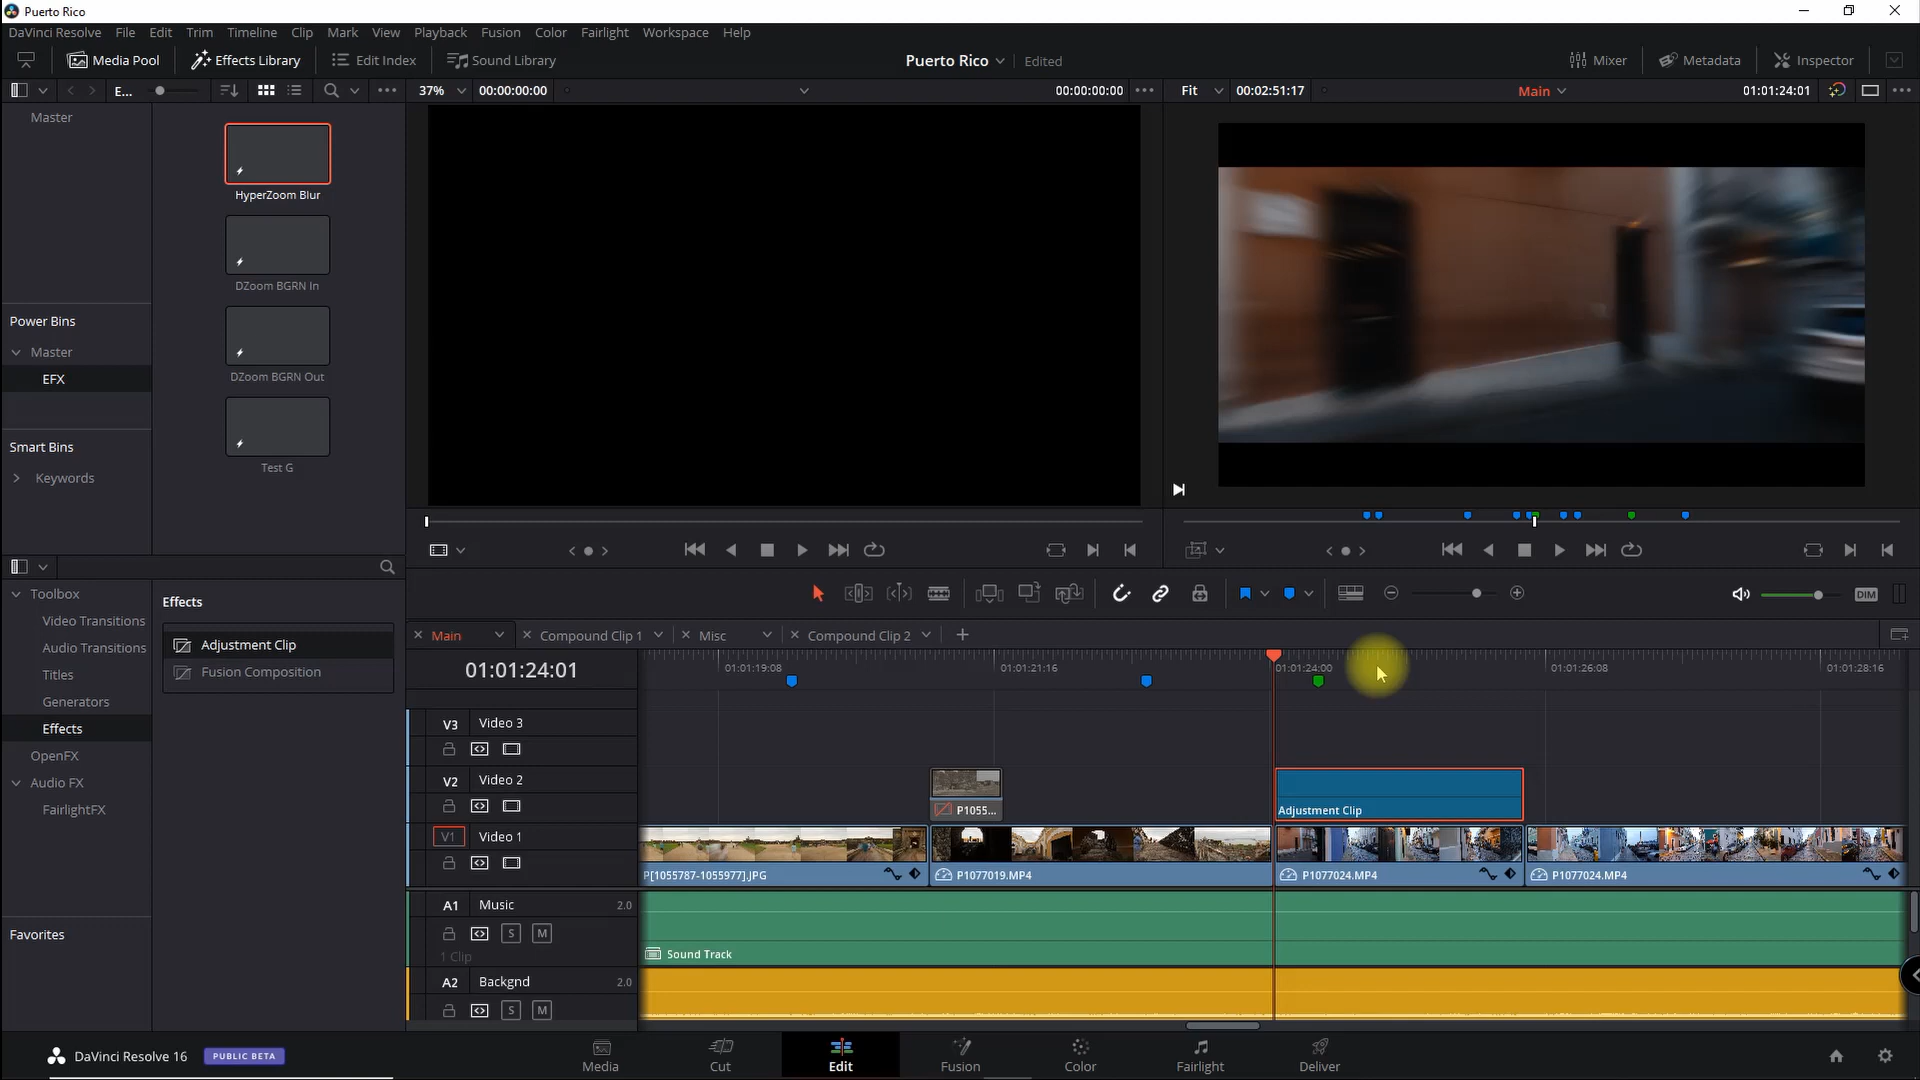 Puerto Rico
DaVinci Resolve File Edit Trim Timeline Clip Mark View Playback Fusion Color Fairlight Workspace Help
Media Pool Effects Library Edit Index Sound Library Puerto Rico Edited Mixer Metadata Inspector
E... 37% 00:00:00:00 00:00:00:00 Fit 00:02:51:17 Main 01:01:24:01
Master
HyperZoom Blur
DZoom BGRN In
DZoom BGRN Out
Test G
Power Bins
Master
EFX
Smart Bins
Keywords
Toolbox
Video Transitions
Audio Transitions
Titles
Generators
Effects
OpenFX
Audio FX
FairlightFX
Favorites
Effects
Adjustment Clip
Fusion Composition
DIM
Main Compound Clip 1 Misc Compound Clip 2
01:01:24:01 01:01:19:08 01:01:21:16 01:01:24:00 01:01:26:08 01:01:28:16
V3 Video 3
V2 Video 2
P1055... Adjustment Clip
V1 Video 1
P[1055787-1055977].JPG P1077019.MP4 P1077024.MP4 P1077024.MP4
A1 Music 2.0
S M
1 Clip
Sound Track
A2 Backgnd 2.0
S M
DaVinci Resolve 16 PUBLIC BETA
Media Cut Edit Fusion Color Fairlight Deliver